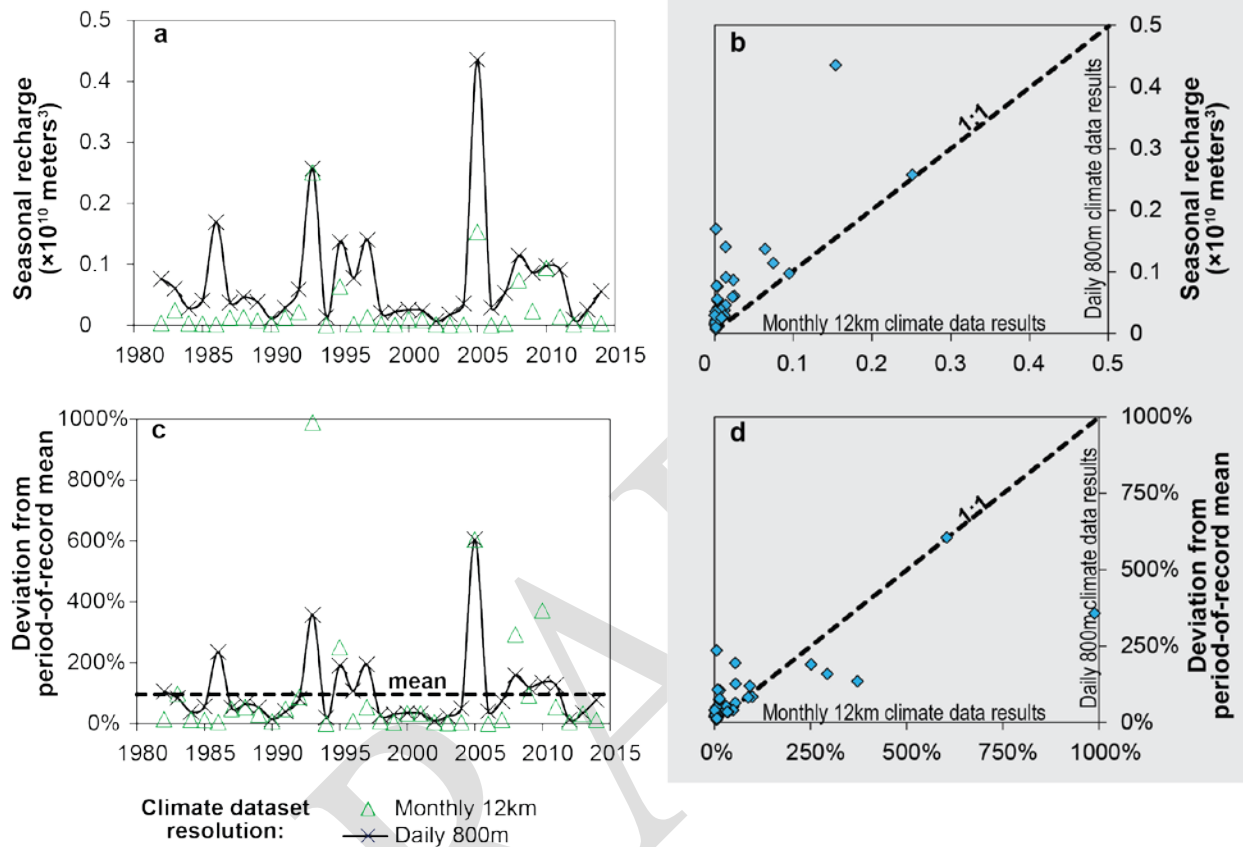 a
Seasonal recharge
(×10¹⁰ meters³)
0.5
0.4
0.3
0.2
0.1
0
1980 1985 1990 1995 2000 2005 2010 2015
b
1:1
Monthly 12km climate data results
Daily 800m climate data results
0 0.1 0.2 0.3 0.4 0.5
0.5
0.4
0.3
0.2
0.1
0
Seasonal recharge
(×10¹⁰ meters³)
c
Deviation from
period-of-record mean
1000%
800%
600%
400%
200%
0%
mean
1980 1985 1990 1995 2000 2005 2010 2015
d
1:1
Monthly 12km climate data results
Daily 800m climate data results
0% 250% 500% 750% 1000%
1000%
750%
500%
250%
0%
Deviation from
period-of-record mean
Climate dataset
resolution:
Monthly 12km
Daily 800m